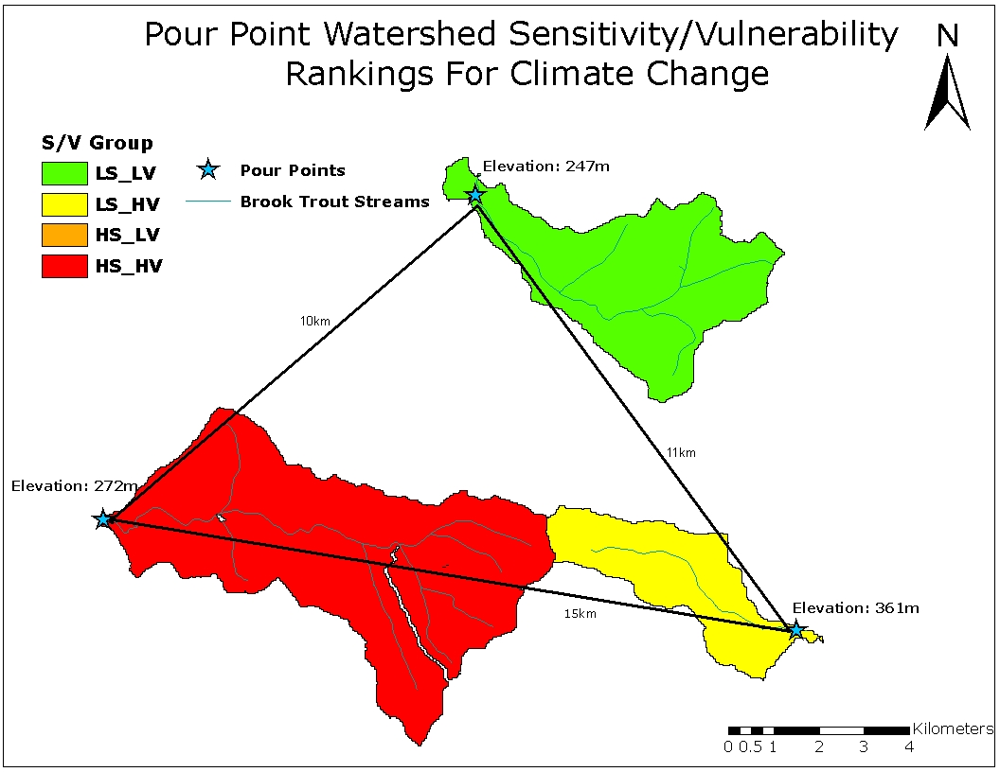 Pour Point Watershed Sensitivity/Vulnerability
Rankings For Climate Change
N
S/V Group
LS_LV
LS_HV
HS_LV
HS_HV
Pour Points
Brook Trout Streams
Elevation: 247m
10km
11km
Elevation: 272m
Elevation: 361m
15km
Kilometers
0 0.5 1 2 3 4